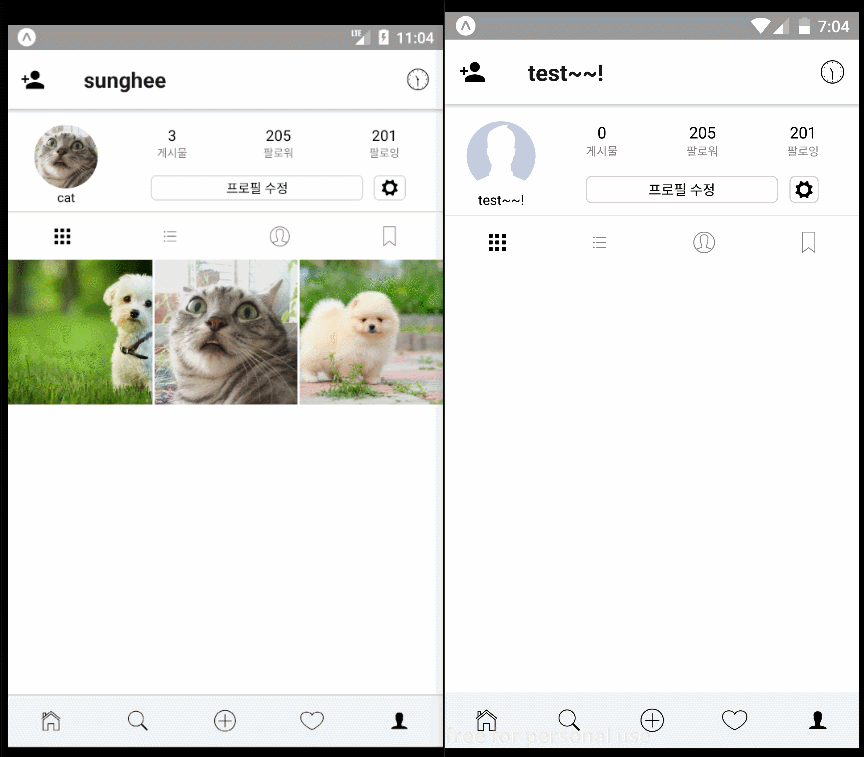 LTE 11:04
sunghee
3 205 201
게시물 팔로워 팔로잉
cat
프로필 수정
7:04
test~~!
0 205 201
게시물 팔로워 팔로잉
test~~!
프로필 수정
free for personal use